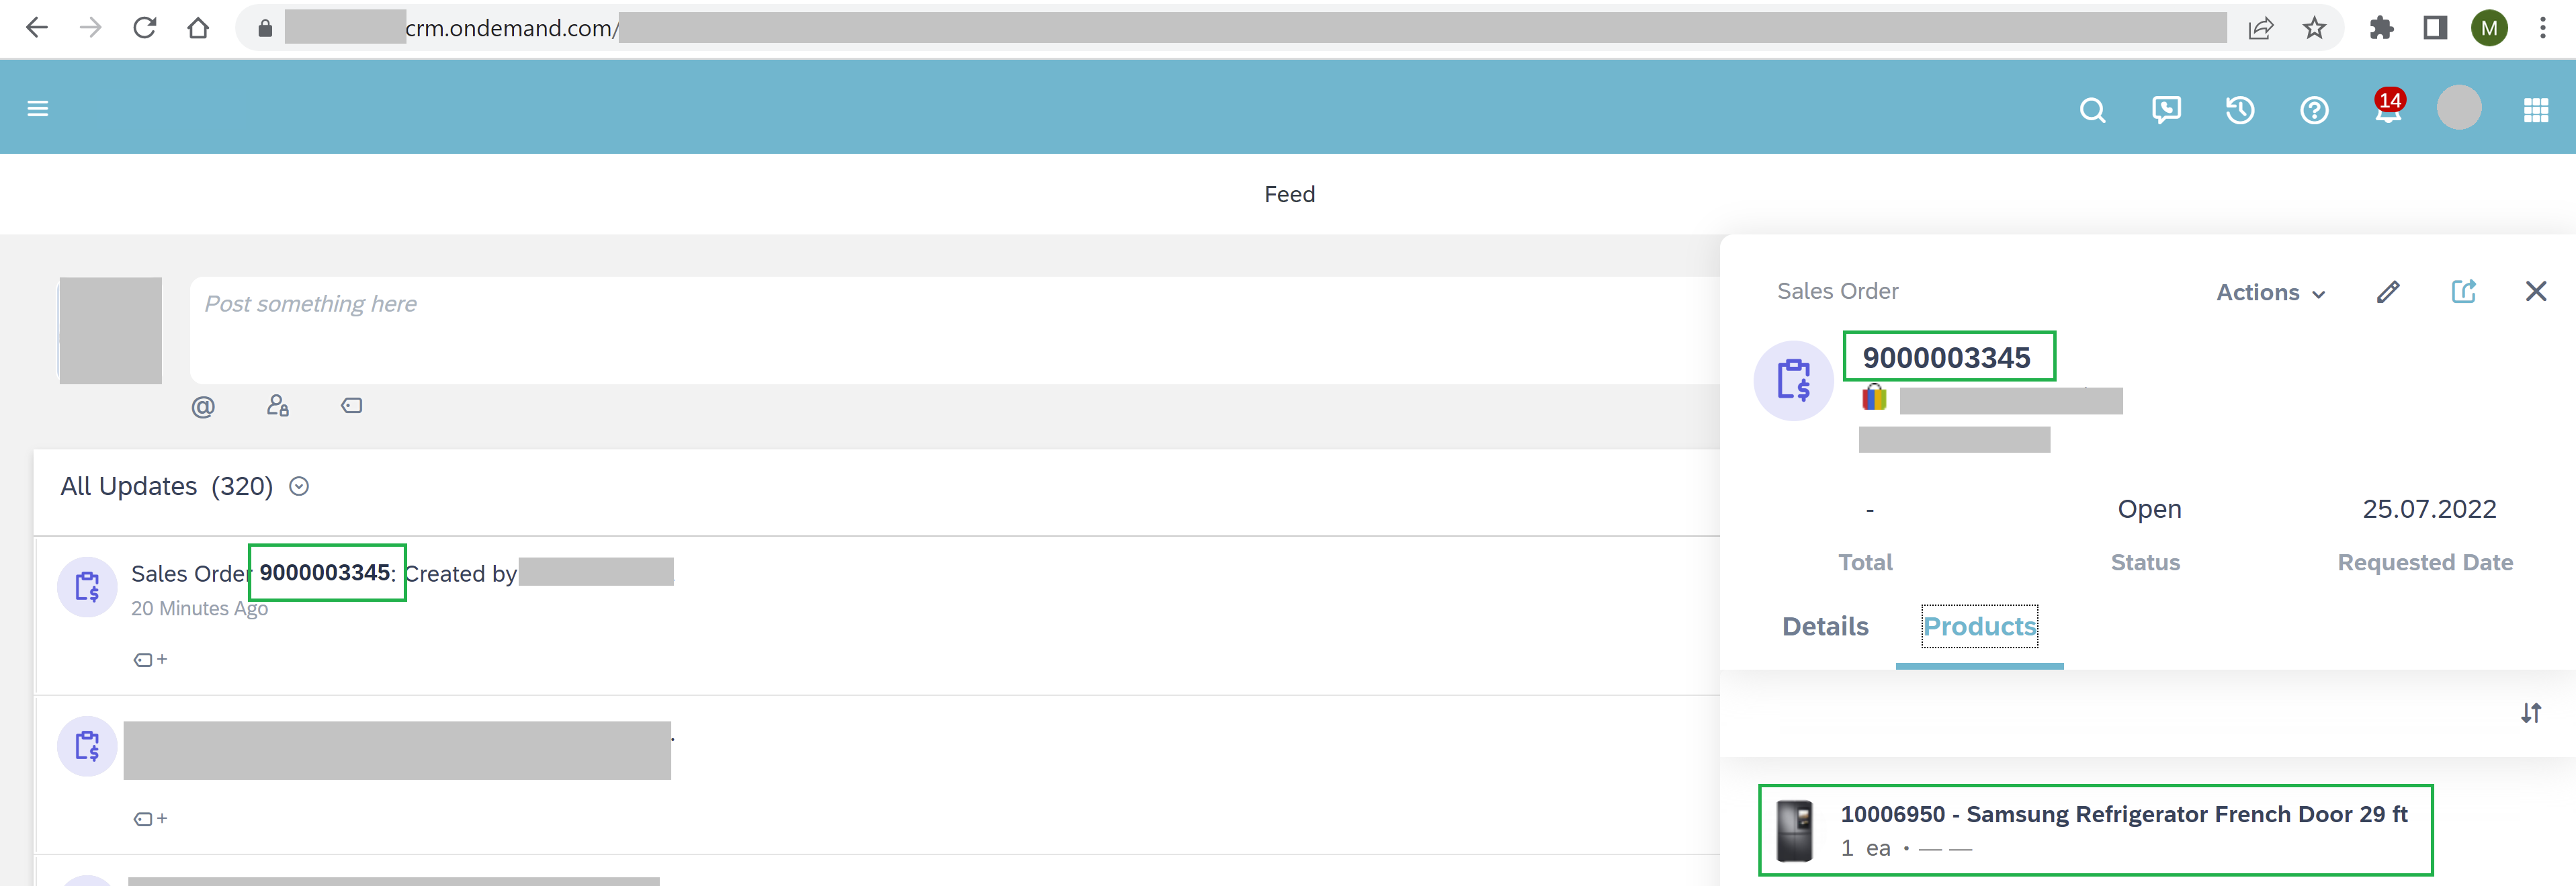 crm.ondemand.com/
M
14
Feed
Post something here
@
All Updates (320)
Sales Order 9000003345: Created by
20 Minutes Ago
+
+
Sales Order
Actions
9000003345
-
Open
25.07.2022
Total
Status
Requested Date
Details
Products
10006950 - Samsung Refrigerator French Door 29 ft
1 ea • — —